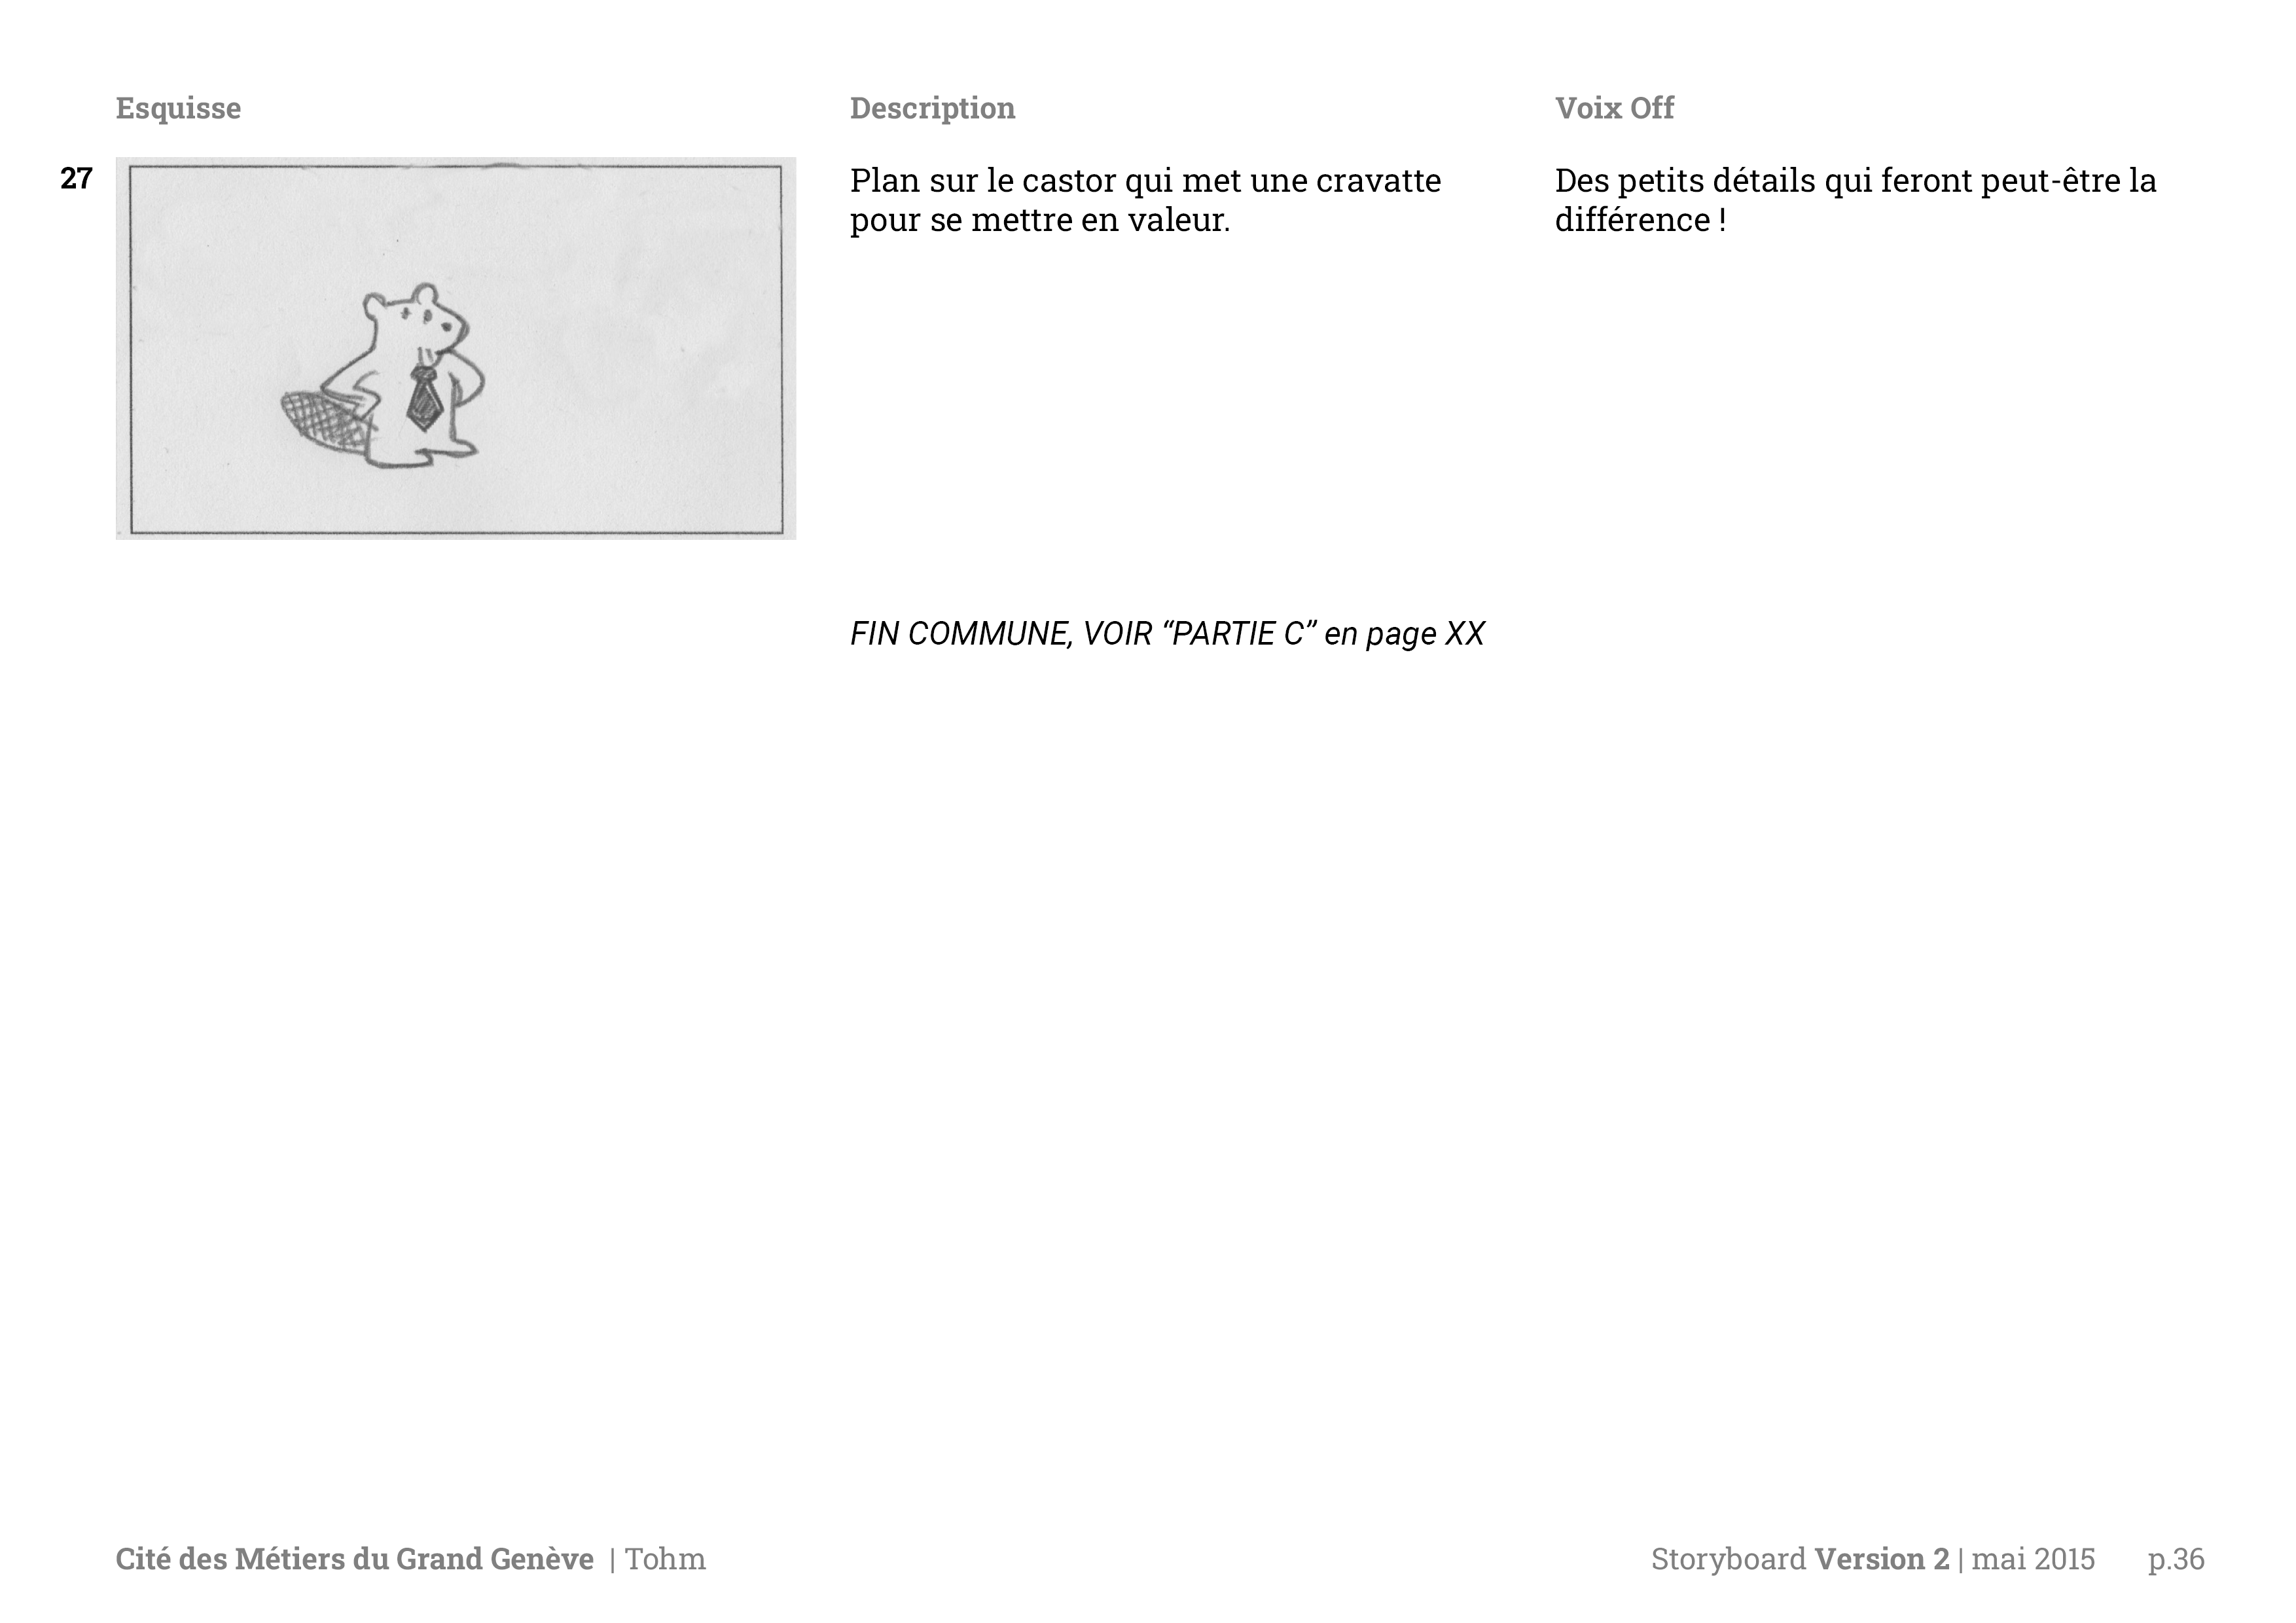 Esquisse
Description
Voix Off
27
Plan sur le castor qui met une cravatte
pour se mettre en valeur.
Des petits détails qui feront peut-être la
différence !
FIN COMMUNE, VOIR “PARTIE C” en page XX
Cité des Métiers du Grand Genève | Tohm
Storyboard Version 2 | mai 2015 p.36